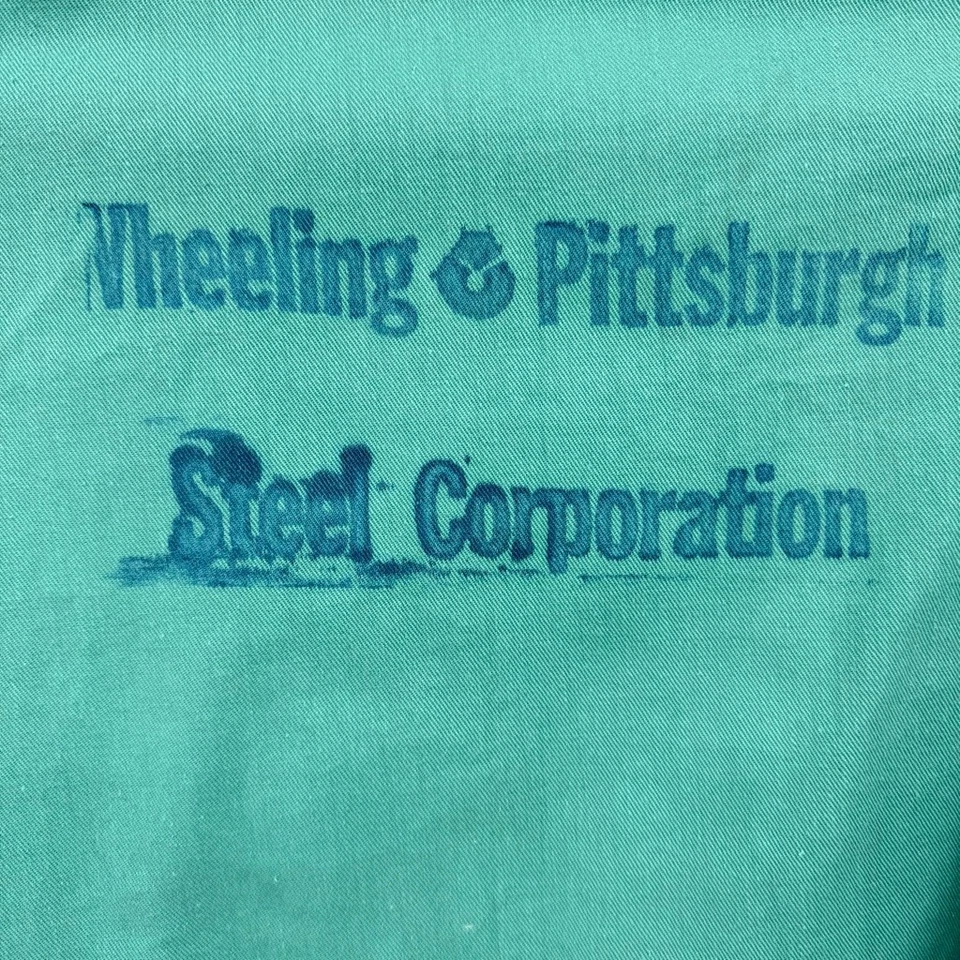 Wheeling Pittsburgh
Steel Corporation